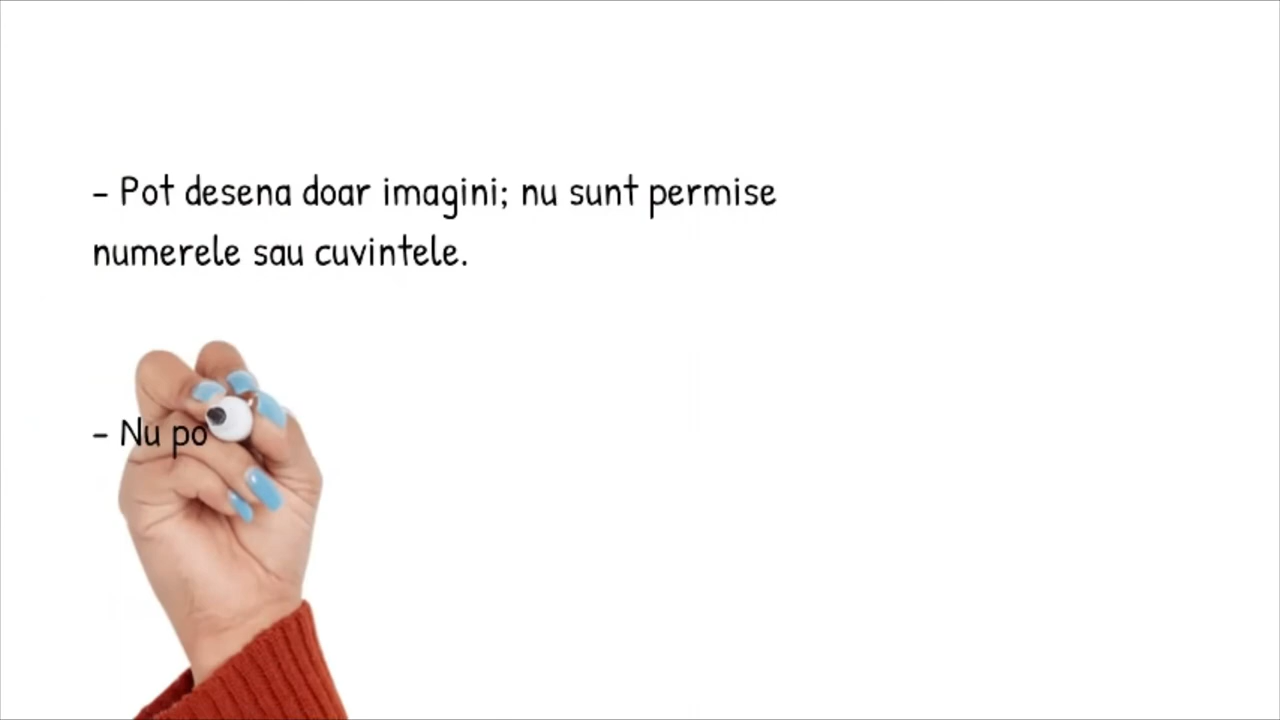 - Pot desena doar imagini; nu sunt permise
numerele sau cuvintele.
- Nu po